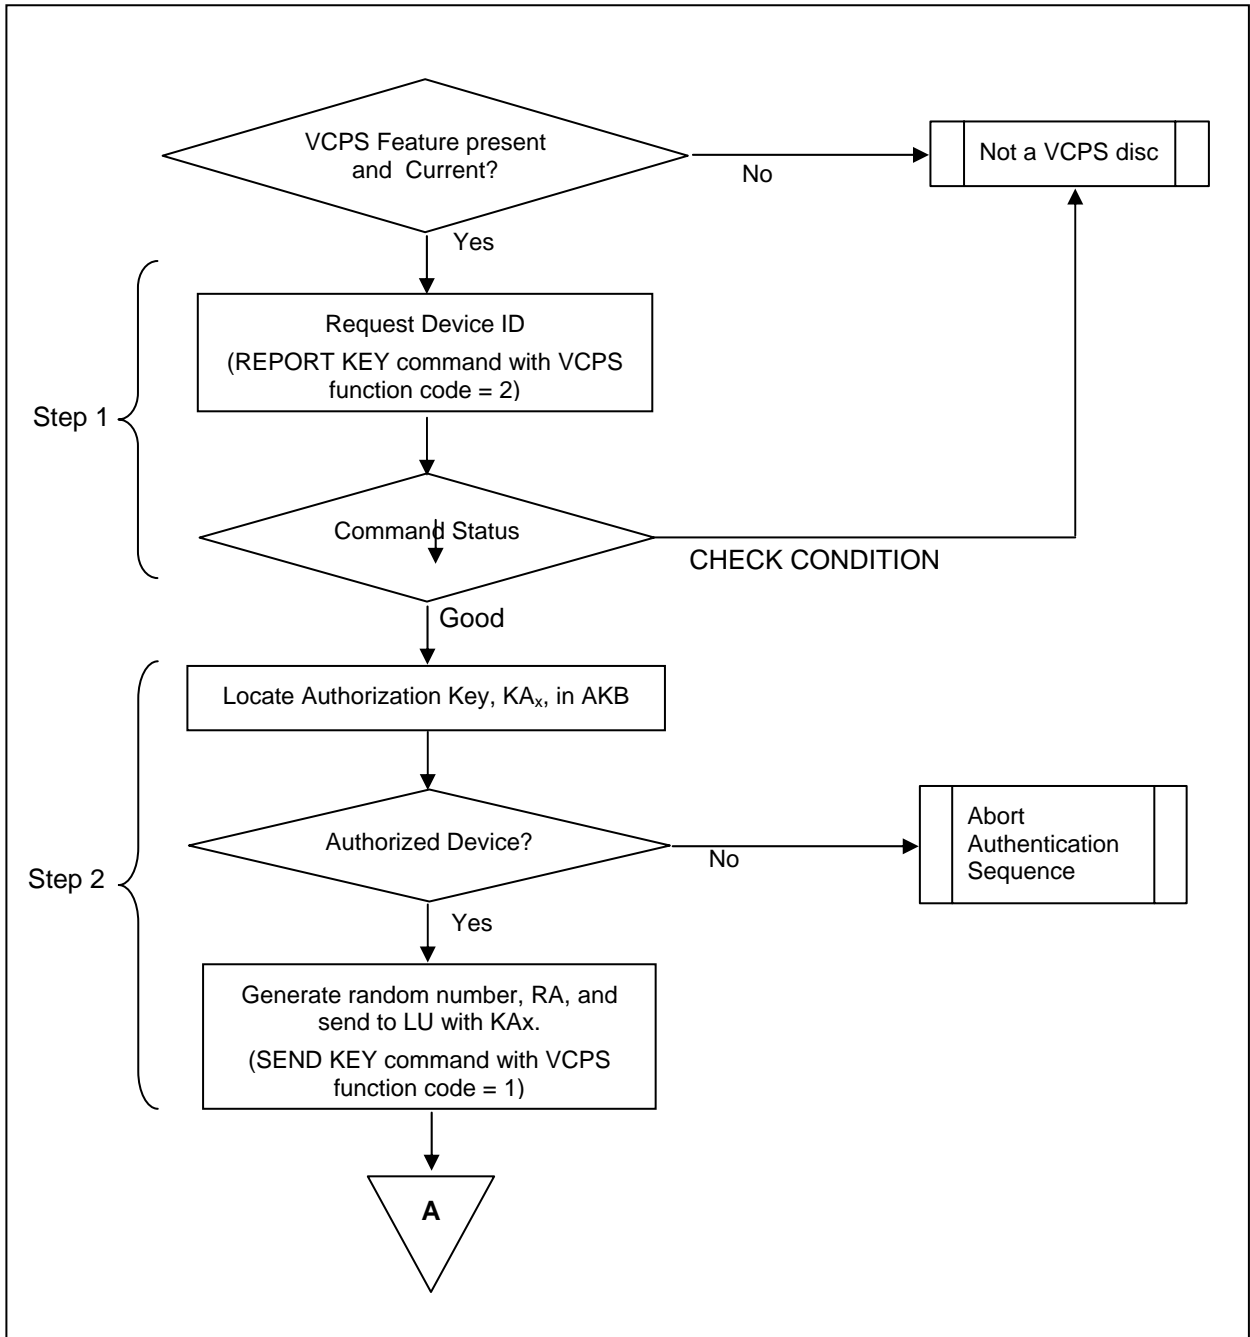 VCPS Feature present
and Current?
No
Not a VCPS disc
Yes
Step 1
Request Device ID
(REPORT KEY command with VCPS
function code = 2)
Command Status
CHECK CONDITION
Good
Step 2
Locate Authorization Key, KAₓ, in AKB
Authorized Device?
No
Abort
Authentication
Sequence
Yes
Generate random number, RA, and
send to LU with KAx.
(SEND KEY command with VCPS
function code = 1)
A